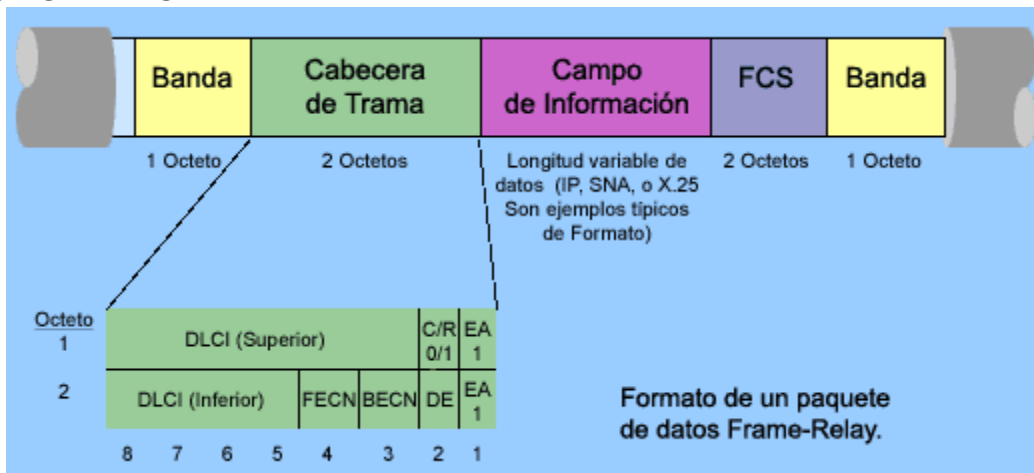 Banda
Cabecera
de Trama
Campo
de Información
FCS
Banda
1 Octeto
2 Octetos
Longitud variable de
datos (IP, SNA, o X.25
Son ejemplos típicos
de Formato)
2 Octetos
1 Octeto
Octeto
1
DLCI (Superior)
C/R
0/1
EA
1
2
DLCI (Inferior)
FECN
BECN
DE
EA
1
8 7 6 5 4 3 2 1
Formato de un paquete
de datos Frame-Relay.